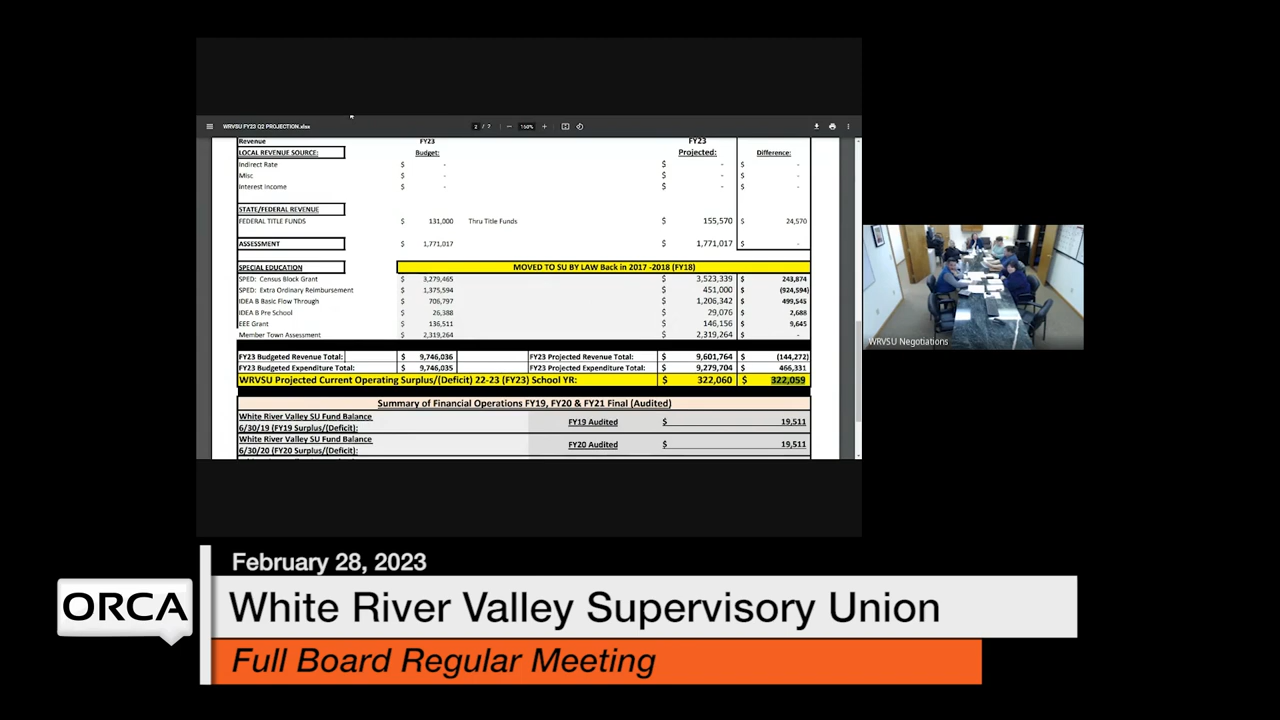 WRVSU FY23 Q2 PROJECTION.xlsx 2 / 7 150%
Revenue FY23 FY23
LOCAL REVENUE SOURCE: Budget: Projected: Difference:
Indirect Rate $ - $ - $ -
Misc $ - $ - $ -
Interest Income $ - $ - $ -
STATE/FEDERAL REVENUE
FEDERAL TITLE FUNDS $ 131,000 Thru Title Funds $ 155,570 $ 24,570
ASSESSMENT $ 1,771,017 $ 1,771,017 $ -
SPECIAL EDUCATION MOVED TO SU BY LAW Back in 2017 -2018 (FY18)
SPED: Census Block Grant $ 3,279,465 $ 3,523,339 $ 243,874
SPED: Extra Ordinary Reimbursement $ 1,375,594 $ 451,000 $ (924,594)
IDEA B Basic Flow Through $ 706,797 $ 1,206,342 $ 499,545
IDEA B Pre School $ 26,388 $ 29,076 $ 2,688
EEE Grant $ 136,511 $ 146,156 $ 9,645
Member Town Assessment $ 2,319,264 $ 2,319,264 $ -
FY23 Budgeted Revenue Total: $ 9,746,036 FY23 Projected Revenue Total: $ 9,601,764 $ (144,272)
FY23 Budgeted Expenditure Total: $ 9,746,035 FY23 Projected Expenditure Total: $ 9,279,704 $ 466,331
WRVSU Projected Current Operating Surplus/(Deficit) 22-23 (FY23) School YR: $ 322,060 $ 322,059
Summary of Financial Operations FY19, FY20 & FY21 Final (Audited)
White River Valley SU Fund Balance
6/30/19 (FY19 Surplus/(Deficit): FY19 Audited $ 19,511
White River Valley SU Fund Balance
6/30/20 (FY20 Surplus/(Deficit): FY20 Audited $ 19,511
WRVSU Negotiations
February 28, 2023
ORCA
White River Valley Supervisory Union
Full Board Regular Meeting